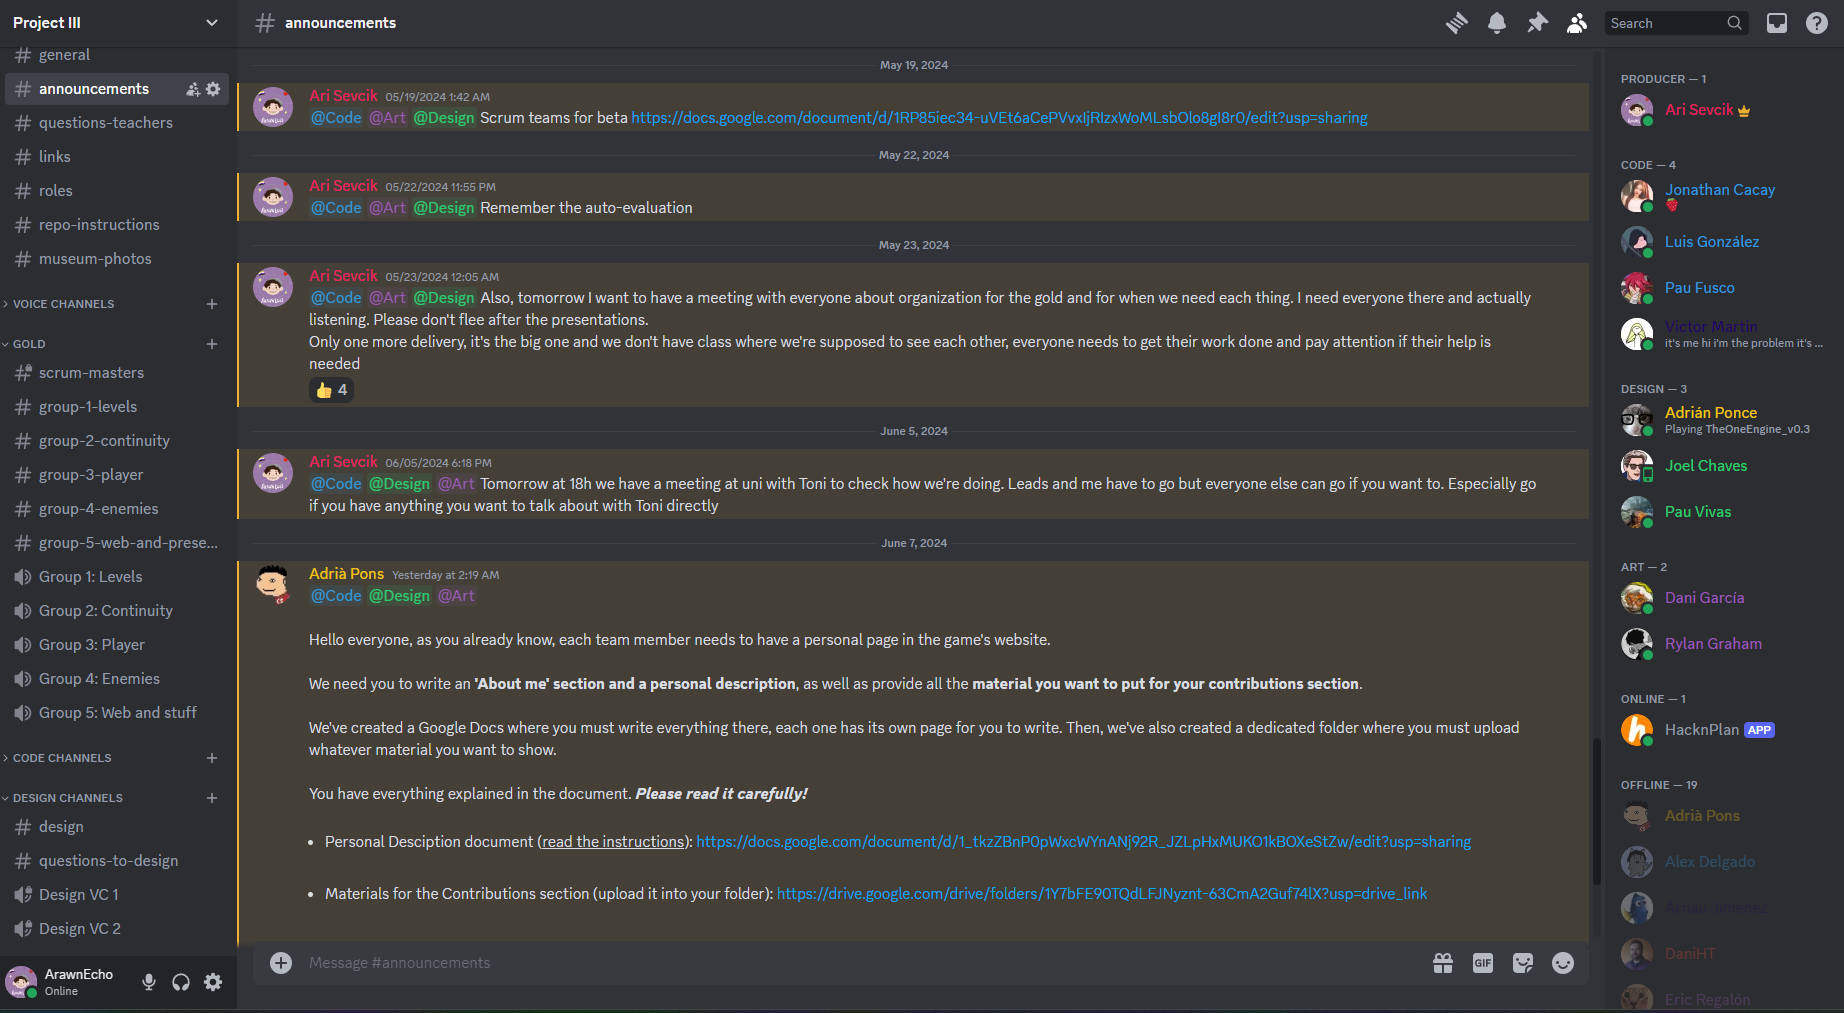 Project III
general
announcements
questions-teachers
links
roles
repo-instructions
museum-photos
VOICE CHANNELS
GOLD
scrum-masters
group-1-levels
group-2-continuity
group-3-player
group-4-enemies
group-5-web-and-prese...
Group 1: Levels
Group 2: Continuity
Group 3: Player
Group 4: Enemies
Group 5: Web and stuff
CODE CHANNELS
DESIGN CHANNELS
design
questions-to-design
Design VC 1
Design VC 2
ArawnEcho
Online
announcements
Search
May 19, 2024
Ari Sevcik 05/19/2024 1:42 AM
@Code @Art @Design Scrum teams for beta https://docs.google.com/document/d/1RP85iec34-uVEt6aCePVvxIjRIzxWoMLsbOlo8gI8r0/edit?usp=sharing
May 22, 2024
Ari Sevcik 05/22/2024 11:55 PM
@Code @Art @Design Remember the auto-evaluation
May 23, 2024
Ari Sevcik 05/23/2024 12:05 AM
@Code @Art @Design Also, tomorrow I want to have a meeting with everyone about organization for the gold and for when we need each thing. I need everyone there and actually
listening. Please don't flee after the presentations.
Only one more delivery, it's the big one and we don't have class where we're supposed to see each other, everyone needs to get their work done and pay attention if their help is
needed
4
June 5, 2024
Ari Sevcik 06/05/2024 6:18 PM
@Code @Design @Art Tomorrow at 18h we have a meeting at uni with Toni to check how we're doing. Leads and me have to go but everyone else can go if you want to. Especially go
if you have anything you want to talk about with Toni directly
June 7, 2024
Adrià Pons Yesterday at 2:19 AM
@Code @Design @Art
Hello everyone, as you already know, each team member needs to have a personal page in the game's website.
We need you to write an 'About me' section and a personal description, as well as provide all the material you want to put for your contributions section.
We've created a Google Docs where you must write everything there, each one has its own page for you to write. Then, we've also created a dedicated folder where you must upload
whatever material you want to show.
You have everything explained in the document. Please read it carefully!
• Personal Desciption document (read the instructions): https://docs.google.com/document/d/1_tkzZBnP0pWxcWYnANj92R_JZLpHxMUKO1kBOXeStZw/edit?usp=sharing
• Materials for the Contributions section (upload it into your folder): https://drive.google.com/drive/folders/1Y7bFE90TQdLFJNyznt-63CmA2Guf74lX?usp=drive_link
Message #announcements
GIF
PRODUCER — 1
Ari Sevcik
CODE — 4
Jonathan Cacay
Luis González
Pau Fusco
Victor Martin
it's me hi i'm the problem it's ...
DESIGN — 3
Adrián Ponce
Playing TheOneEngine_v0.3
Joel Chaves
Pau Vivas
ART — 2
Dani García
Rylan Graham
ONLINE — 1
HacknPlan APP
OFFLINE — 19
Adrià Pons
Alex Delgado
Arnau Jiménez
DaniHT
Eric Regalón